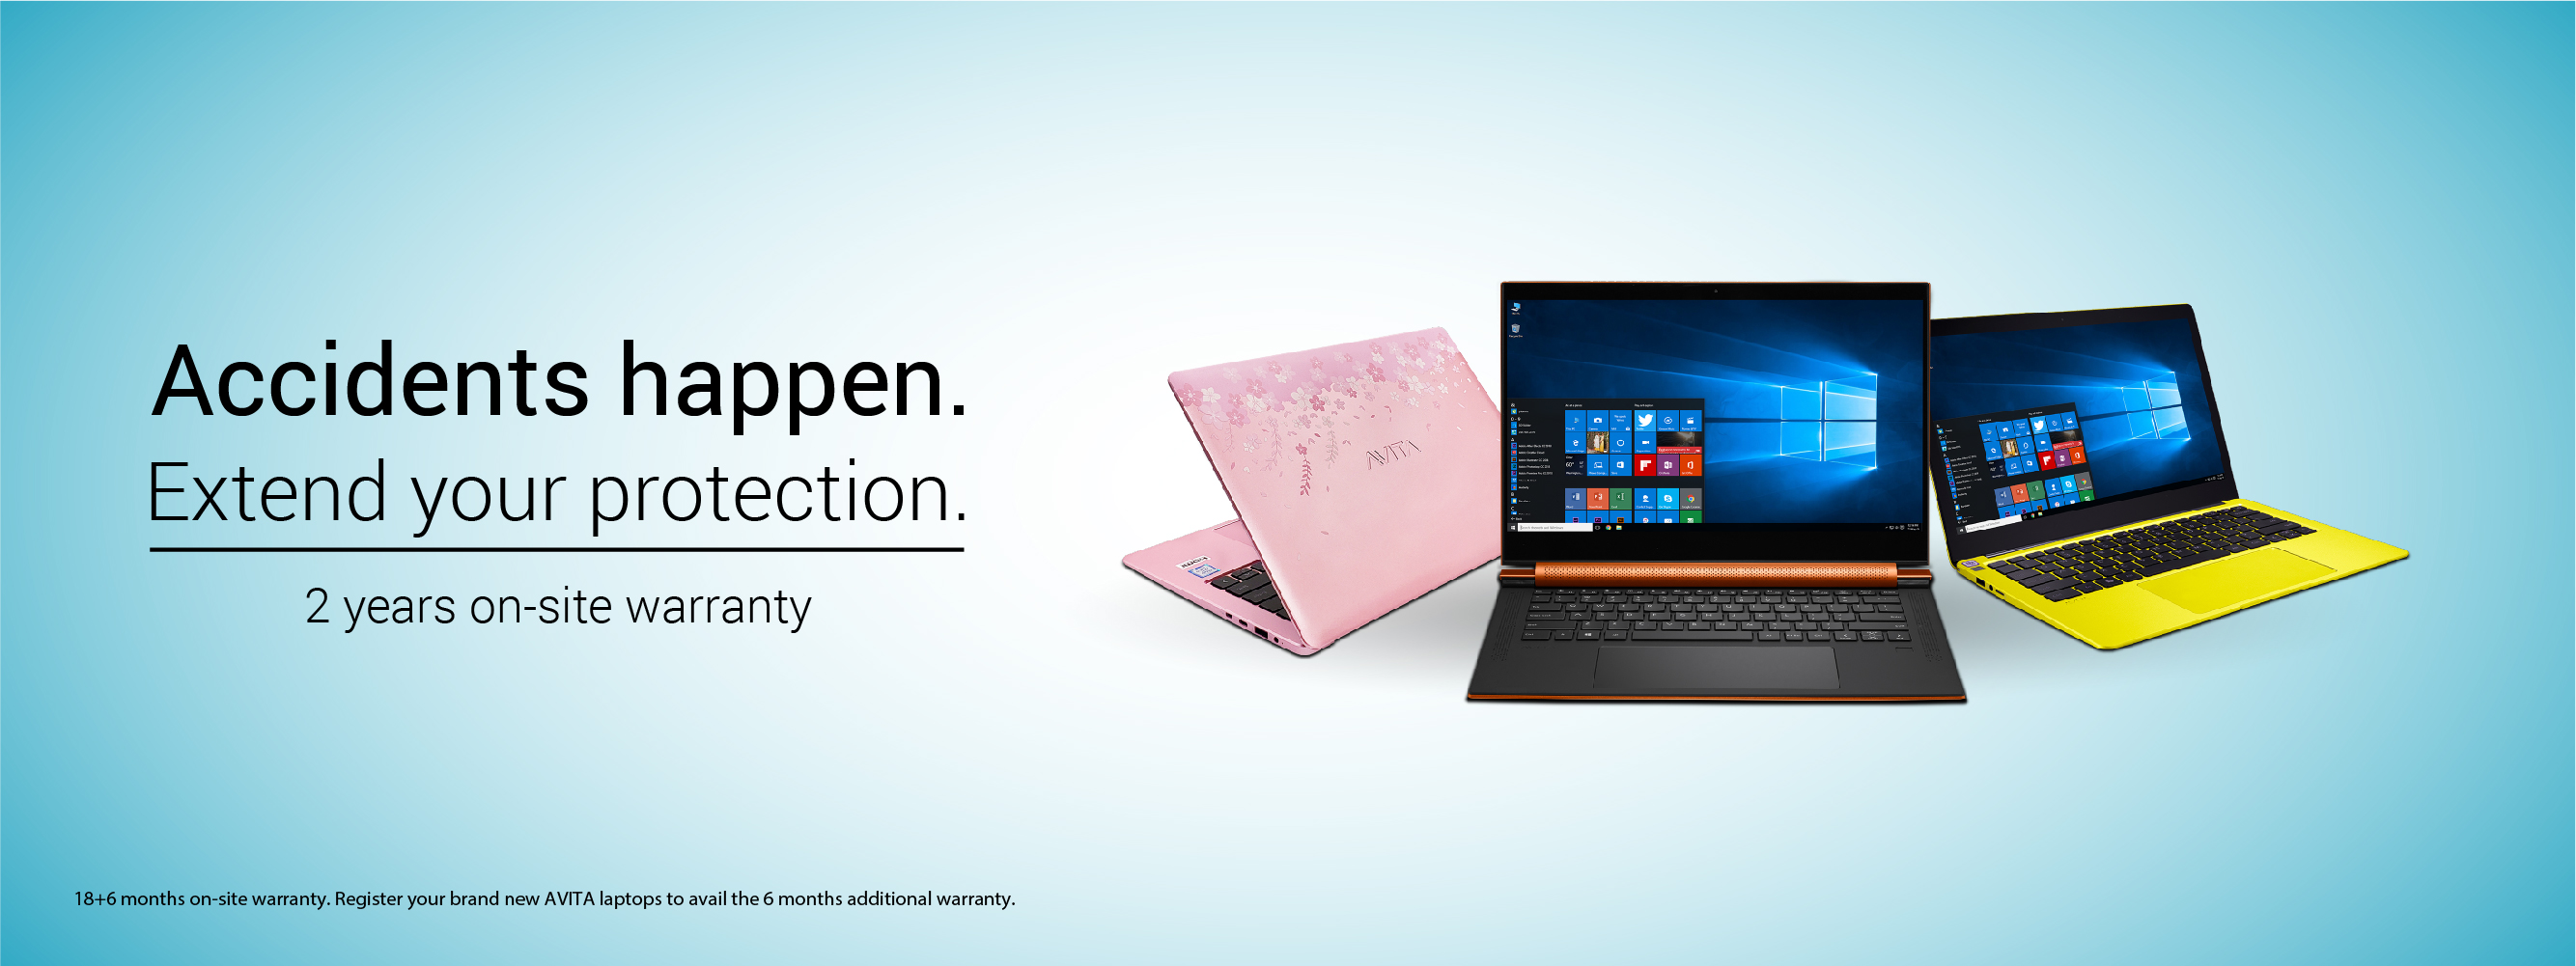 Accidents happen.
Extend your protection.
2 years on-site warranty
AVITA
18+6 months on-site warranty. Register your brand new AVITA laptops to avail the 6 months additional warranty.